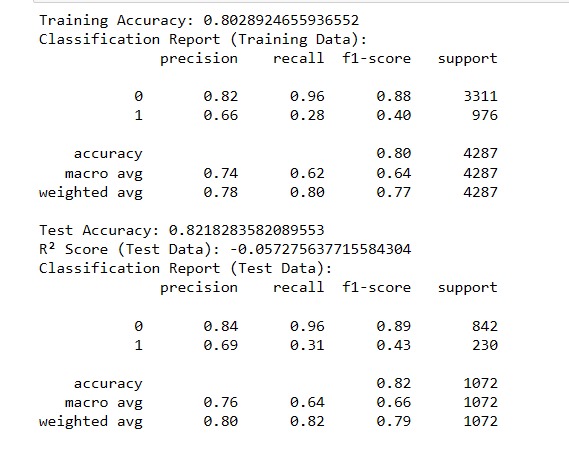 Training Accuracy: 0.8028924655936552
Classification Report (Training Data):
precision recall f1-score support
0 0.82 0.96 0.88 3311
1 0.66 0.28 0.40 976
accuracy 0.80 4287
macro avg 0.74 0.62 0.64 4287
weighted avg 0.78 0.80 0.77 4287
Test Accuracy: 0.8218283582089553
R² Score (Test Data): -0.057275637715584304
Classification Report (Test Data):
precision recall f1-score support
0 0.84 0.96 0.89 842
1 0.69 0.31 0.43 230
accuracy 0.82 1072
macro avg 0.76 0.64 0.66 1072
weighted avg 0.80 0.82 0.79 1072